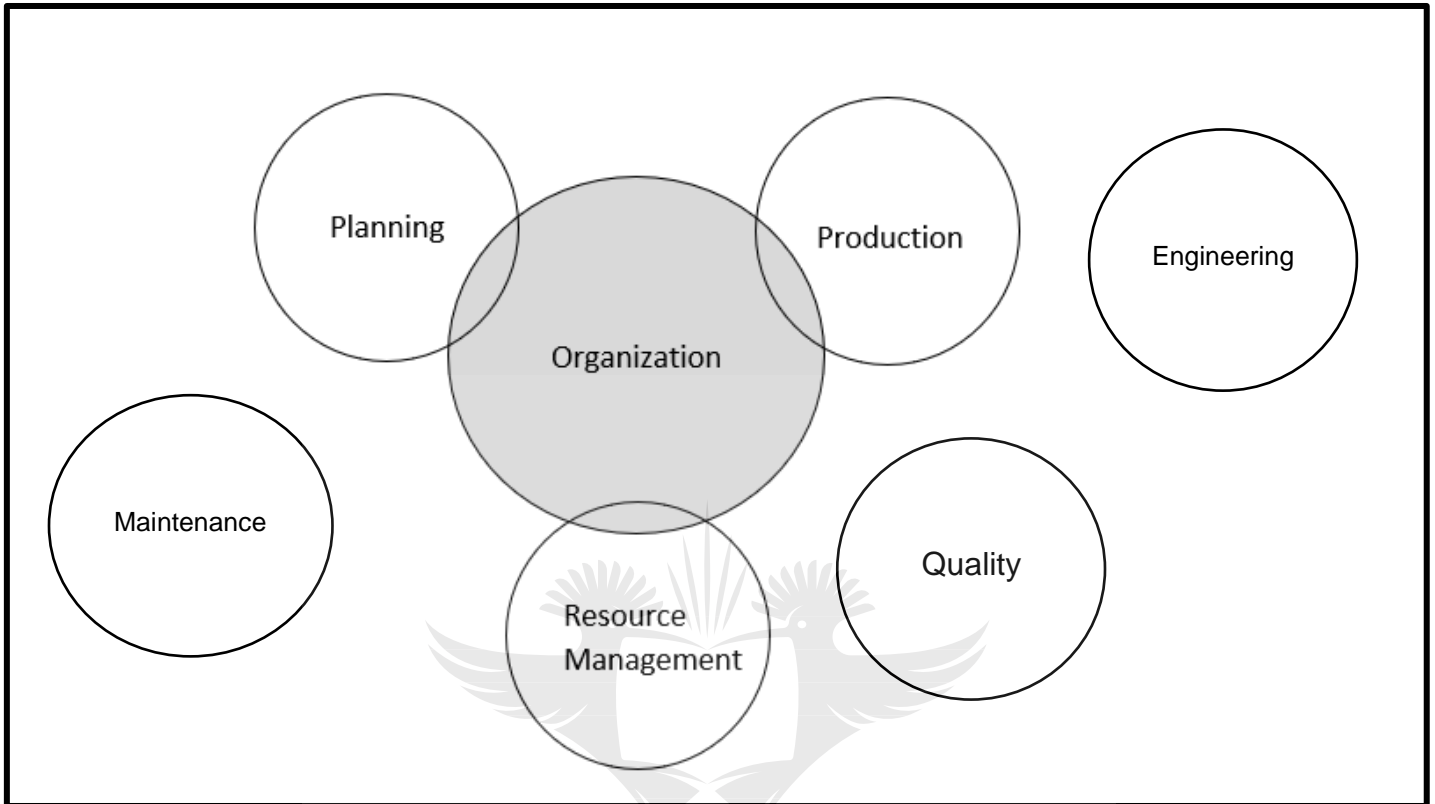 Planning
Production
Engineering
Organization
Maintenance
Quality
Resource
Management